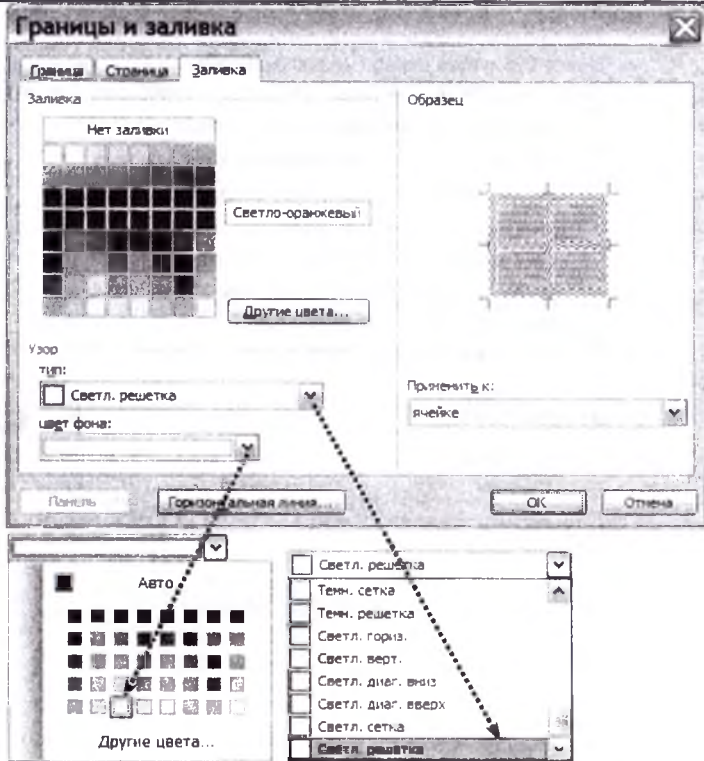 Границы и заливка
Граница Страница Заливка
Заливка
Образец
Нет заливки
Светло-оранжевый
Другие цвета...
Узор
тип:
Светл. решетка
цвет фона:
Применить к:
ячейке
Панель
Горизонтальная линия...
ОК
Отмена
Авто
Другие цвета...
Светл. решетка
Темн. сетка
Темн. решетка
Светл. гориз.
Светл. верт.
Светл. диаг. вниз
Светл. диаг. вверх
Светл. сетка
Светл. решетка